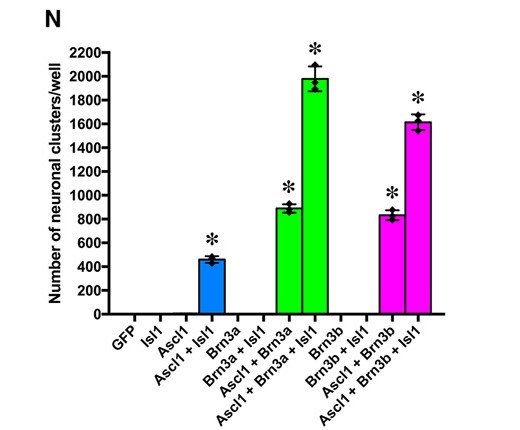 N
Number of neuronal clusters/well
2200
2000
1800
1600
1400
1200
1000
800
600
400
200
0
*
*
*
*
*
GFP
Isl1
Ascl1
Ascl1 + Isl1
Brn3a
Brn3a + Isl1
Ascl1 + Brn3a
Ascl1 + Brn3a + Isl1
Brn3b
Brn3b + Isl1
Ascl1 + Brn3b
Ascl1 + Brn3b + Isl1